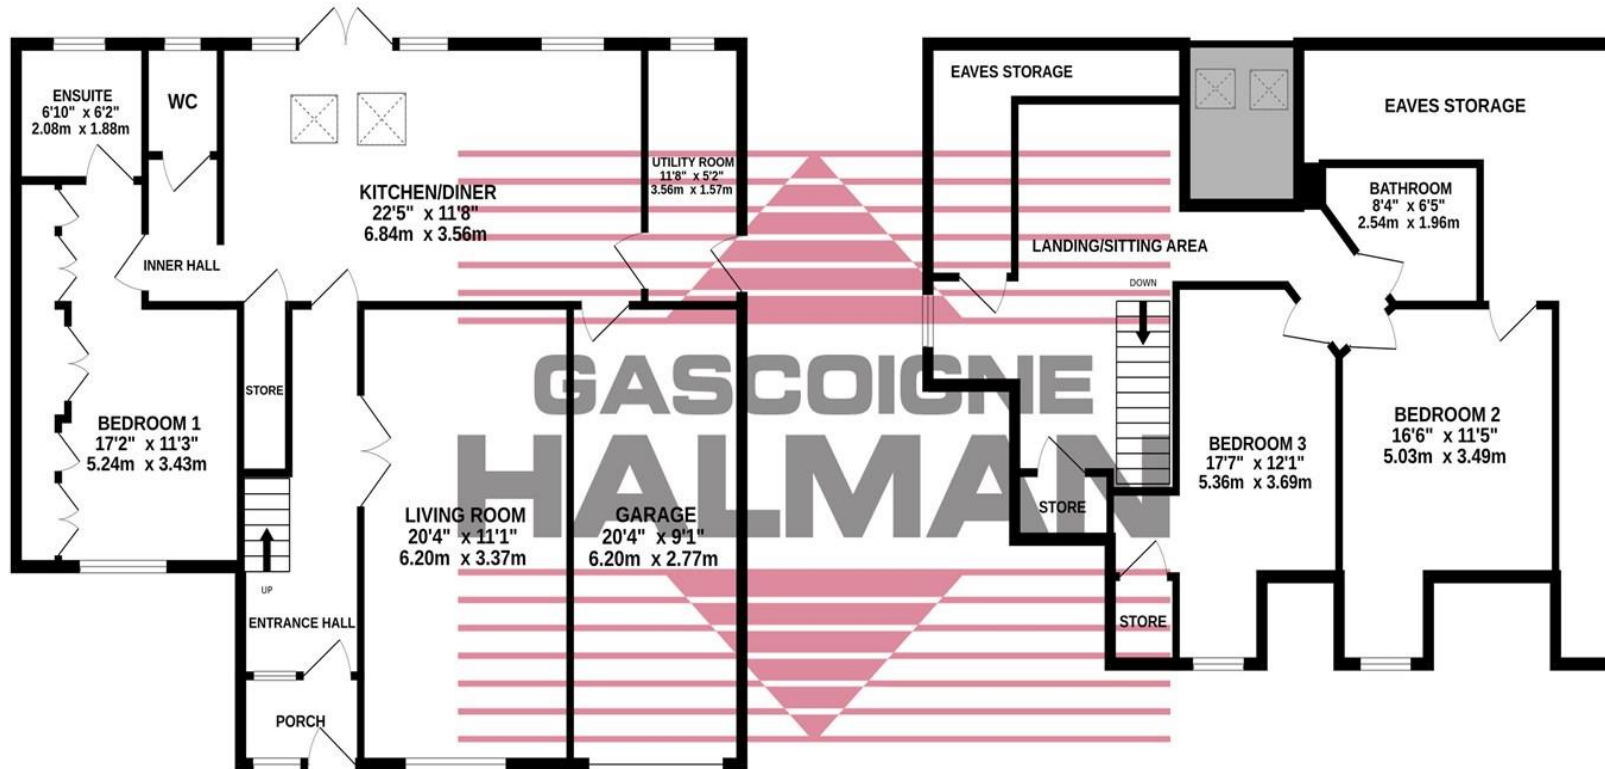 ENSUITE
6'10" x 6'2"
2.08m x 1.88m
WC
KITCHEN/DINER
22'5" x 11'8"
6.84m x 3.56m
UTILITY ROOM
11'8" x 5'2"
3.56m x 1.57m
INNER HALL
STORE
BEDROOM 1
17'2" x 11'3"
5.24m x 3.43m
LIVING ROOM
20'4" x 11'1"
6.20m x 3.37m
GARAGE
20'4" x 9'1"
6.20m x 2.77m
UP
ENTRANCE HALL
PORCH
EAVES STORAGE
EAVES STORAGE
BATHROOM
8'4" x 6'5"
2.54m x 1.96m
LANDING/SITTING AREA
DOWN
BEDROOM 3
17'7" x 12'1"
5.36m x 3.69m
BEDROOM 2
16'6" x 11'5"
5.03m x 3.49m
STORE
STORE
GASCOIGNE
HALMAN